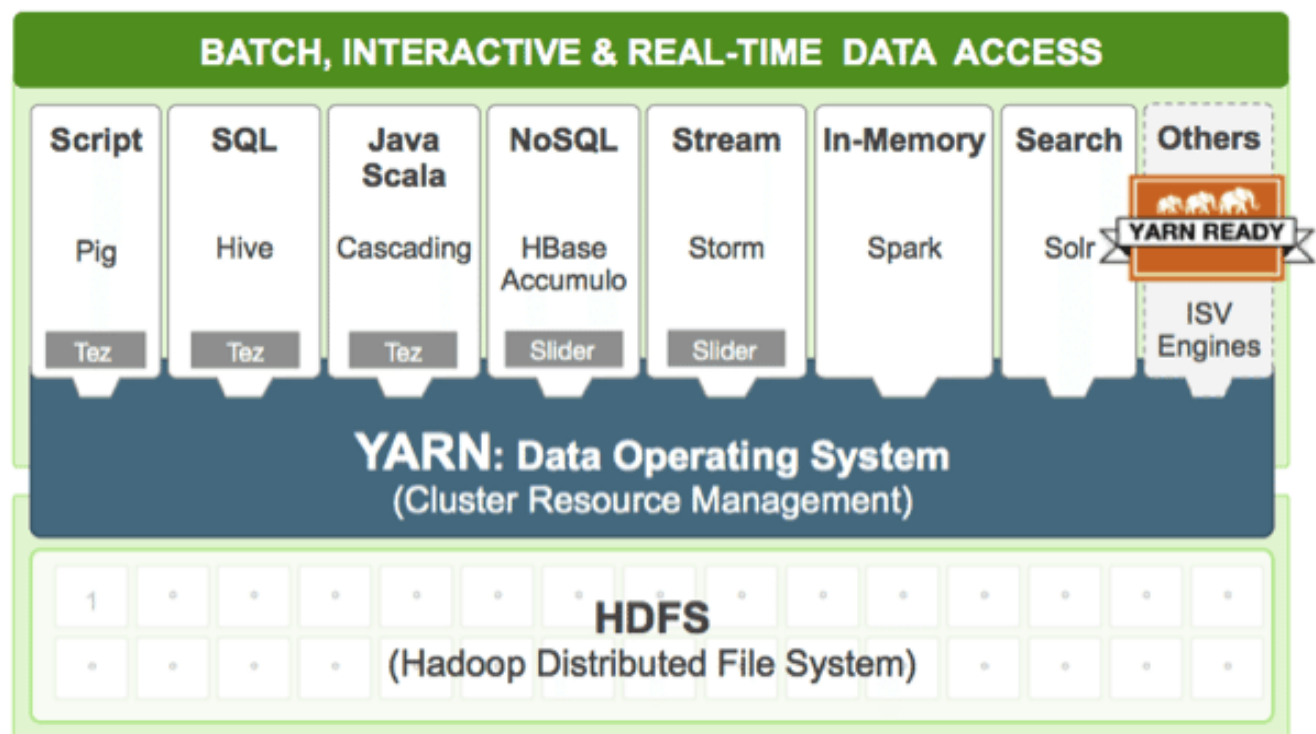 BATCH, INTERACTIVE & REAL-TIME DATA ACCESS
Script
Pig
Tez
SQL
Hive
Tez
Java
Scala
Cascading
Tez
NoSQL
HBase
Accumulo
Slider
Stream
Storm
Slider
In-Memory
Spark
Search
Solr
Others
YARN READY
ISV
Engines
YARN: Data Operating System
(Cluster Resource Management)
1
HDFS
(Hadoop Distributed File System)